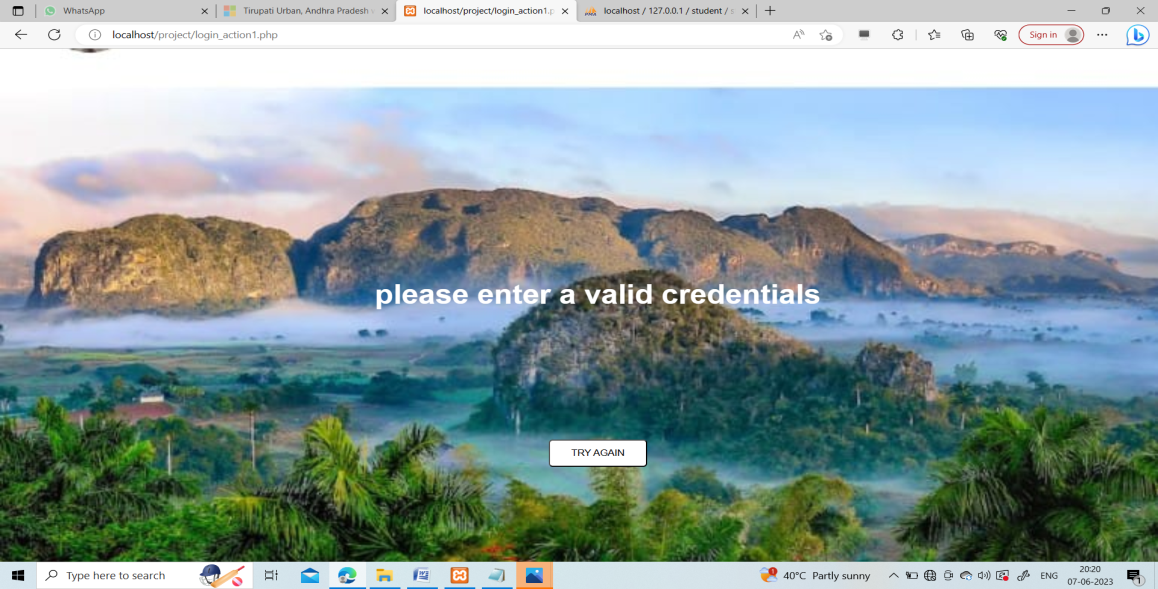 WhatsApp
Tirupati Urban, Andhra Pradesh
localhost/project/login_action1.p
localhost / 127.0.0.1 / student /
localhost/project/login_action1.php
Sign in
please enter a valid credentials
TRY AGAIN
Type here to search
40°C Partly sunny
ENG
20:20
07-06-2023
1